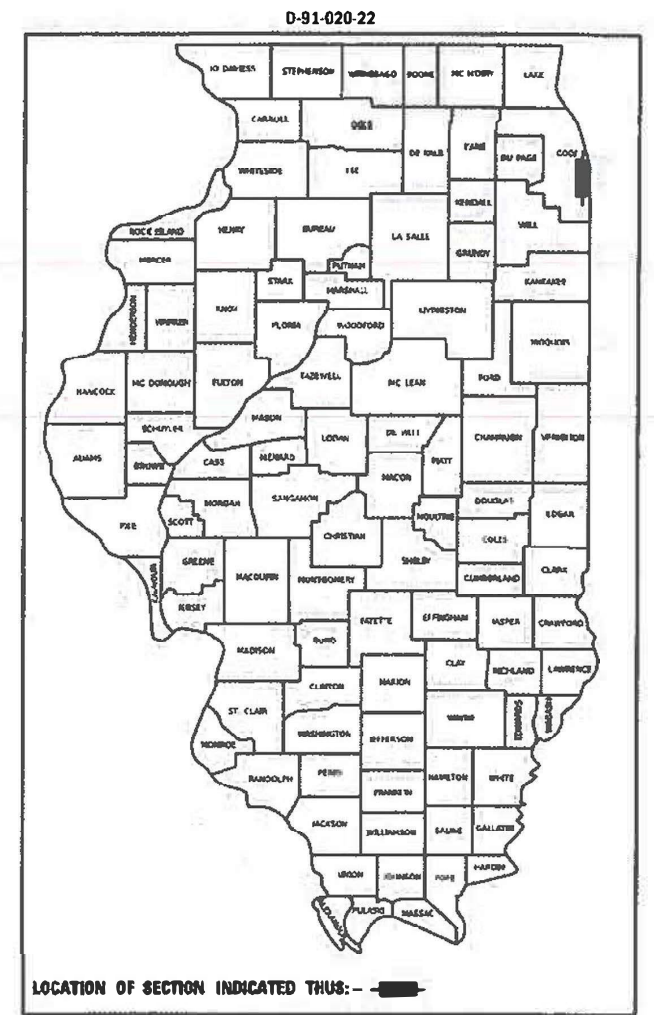 D-91-020-22
JO DAVIESS STEPHENSON WINNEBAGO BOONE MC HENRY LAKE
CARROLL OGLE DE KALB KANE DU PAGE COOK
WHITESIDE LEE KENDALL WILL
ROCK ISLAND HENRY BUREAU LA SALLE GRUNDY
MERCER PUTNAM KANKAKEE
STARK MARSHALL
HENDERSON WARREN KNOX PEORIA WOODFORD LIVINGSTON IROQUOIS
HANCOCK MC DONOUGH FULTON TAZEWELL MC LEAN FORD
SCHUYLER MASON LOGAN DE WITT CHAMPAIGN VERMILION
ADAMS BROWN CASS MENARD MACON PIATT
PIKE SCOTT MORGAN SANGAMON CHRISTIAN MOULTRIE DOUGLAS EDGAR
COLES
CALHOUN GREENE MACOUPIN MONTGOMERY SHELBY CUMBERLAND CLARK
JERSEY FAYETTE EFFINGHAM JASPER CRAWFORD
MADISON BOND CLAY RICHLAND LAWRENCE
CLINTON MARION
ST. CLAIR WASHINGTON JEFFERSON WAYNE EDWARDS WABASH
MONROE
RANDOLPH PERRY FRANKLIN HAMILTON WHITE
JACKSON WILLIAMSON SALINE GALLATIN
UNION JOHNSON POPE HARDIN
ALEXANDER PULASKI MASSAC
LOCATION OF SECTION INDICATED THUS:-